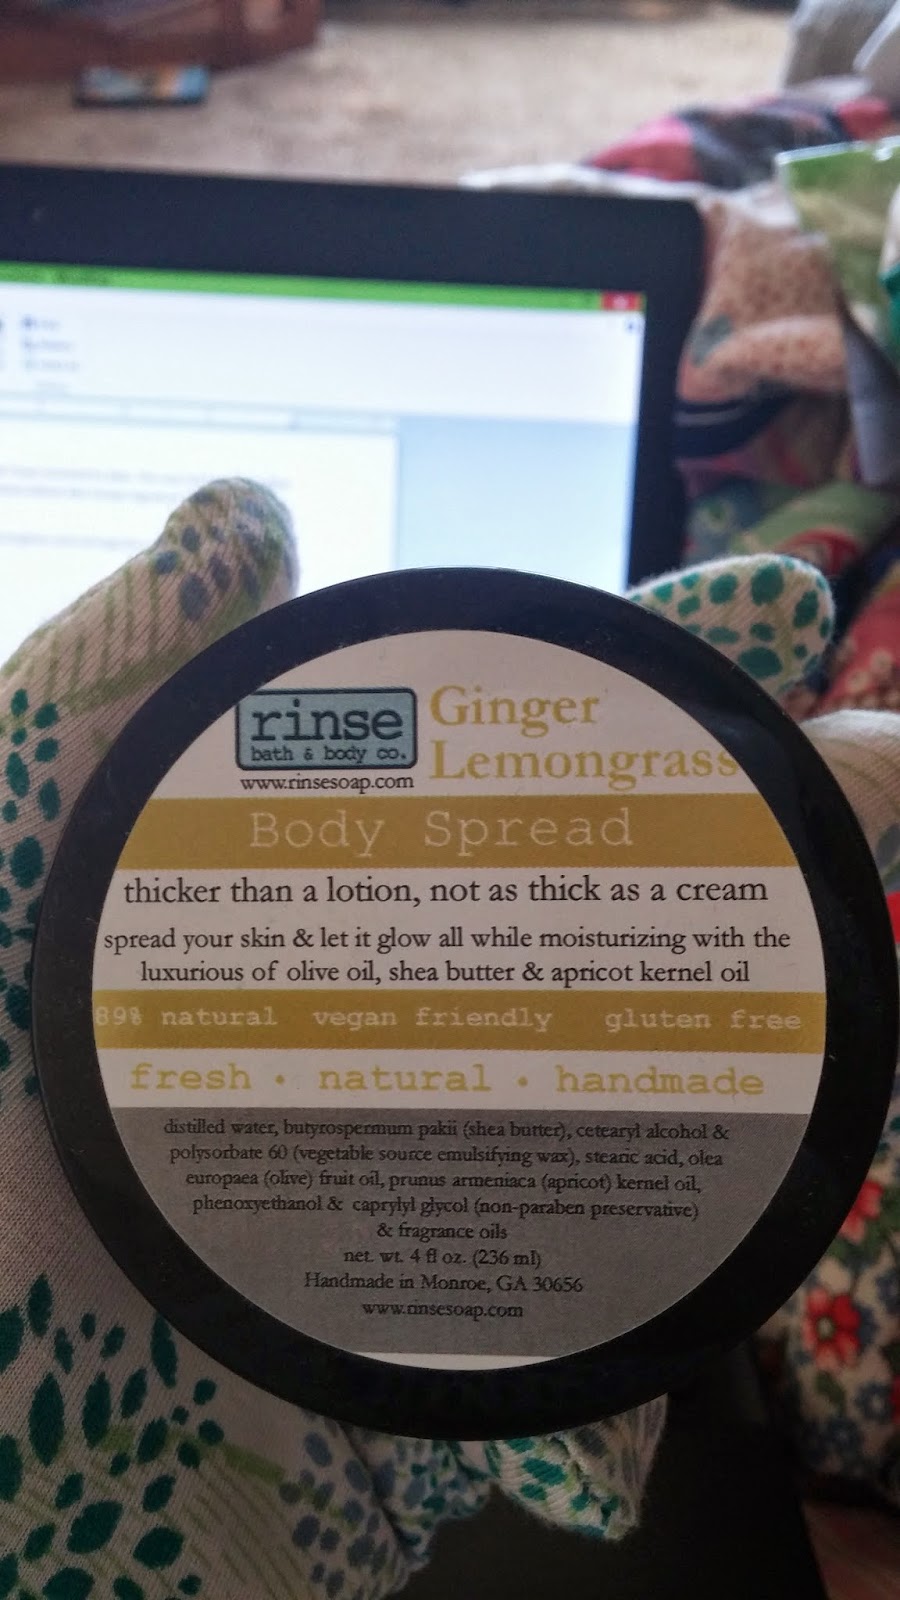 rinse
bath & body co.
www.rinsesoap.com
Ginger
Lemongrass
Body Spread
thicker than a lotion, not as thick as a cream
spread your skin & let it glow all while moisturizing with the
luxurious of olive oil, shea butter & apricot kernel oil
89% natural vegan friendly gluten free
fresh · natural · handmade
distilled water, butyrospermum pakii (shea butter), cetearyl alcohol &
polysorbate 60 (vegetable source emulsifying wax), stearic acid, olea
europaea (olive) fruit oil, prunus armeniaca (apricot) kernel oil,
phenoxyethanol & caprylyl glycol (non-paraben preservative)
& fragrance oils
net. wt. 4 fl oz. (236 ml)
Handmade in Monroe, GA 30656
www.rinsesoap.com